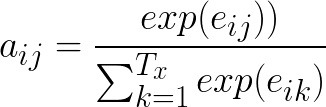 a_{ij} = \frac{exp(e_{ij}))}{\sum_{k=1}^{T_x} exp(e_{ik})}